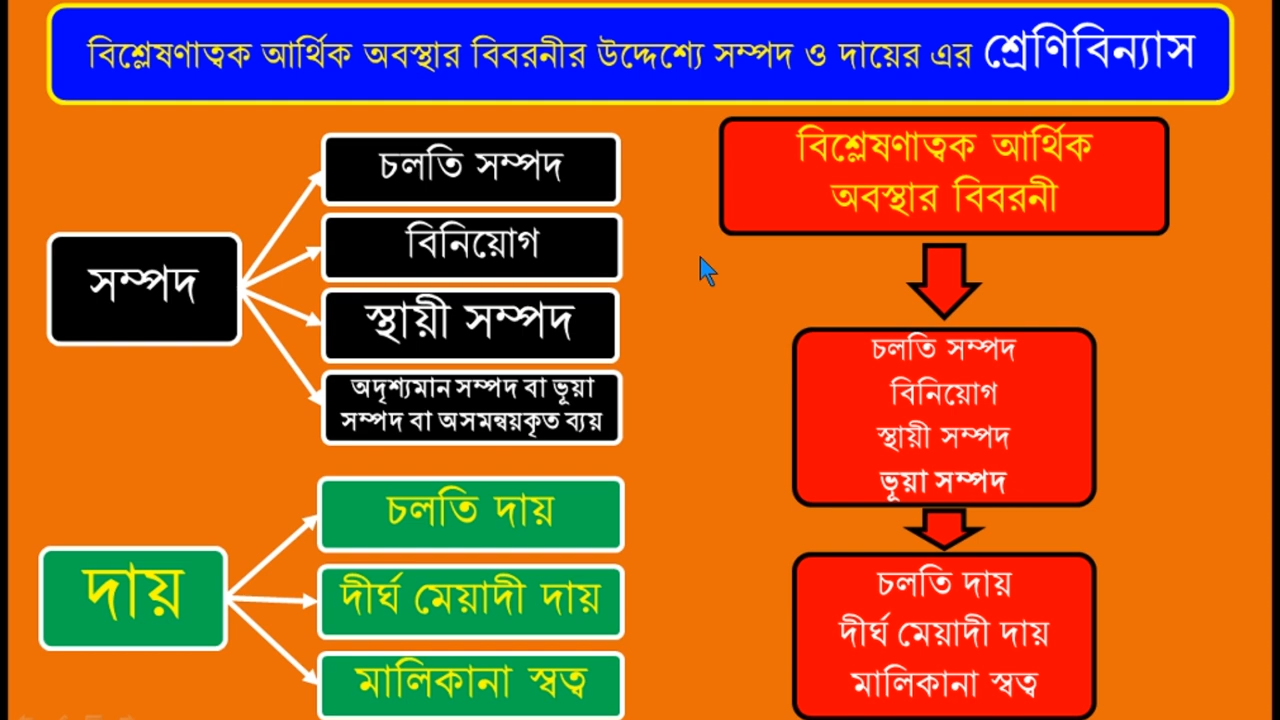 বিশ্লেষণাত্বক আর্থিক অবস্থার বিবরনীর উদ্দেশ্যে সম্পদ ও দায়ের এর শ্রেণিবিন্যাস
সম্পদ
চলতি সম্পদ
বিনিয়োগ
স্থায়ী সম্পদ
অদৃশ্যমান সম্পদ বা ভূয়া
সম্পদ বা অসমন্বয়কৃত ব্যয়
দায়
চলতি দায়
দীর্ঘ মেয়াদী দায়
মালিকানা স্বত্ব
বিশ্লেষণাত্বক আর্থিক
অবস্থার বিবরনী
চলতি সম্পদ
বিনিয়োগ
স্থায়ী সম্পদ
ভূয়া সম্পদ
চলতি দায়
দীর্ঘ মেয়াদী দায়
মালিকানা স্বত্ব